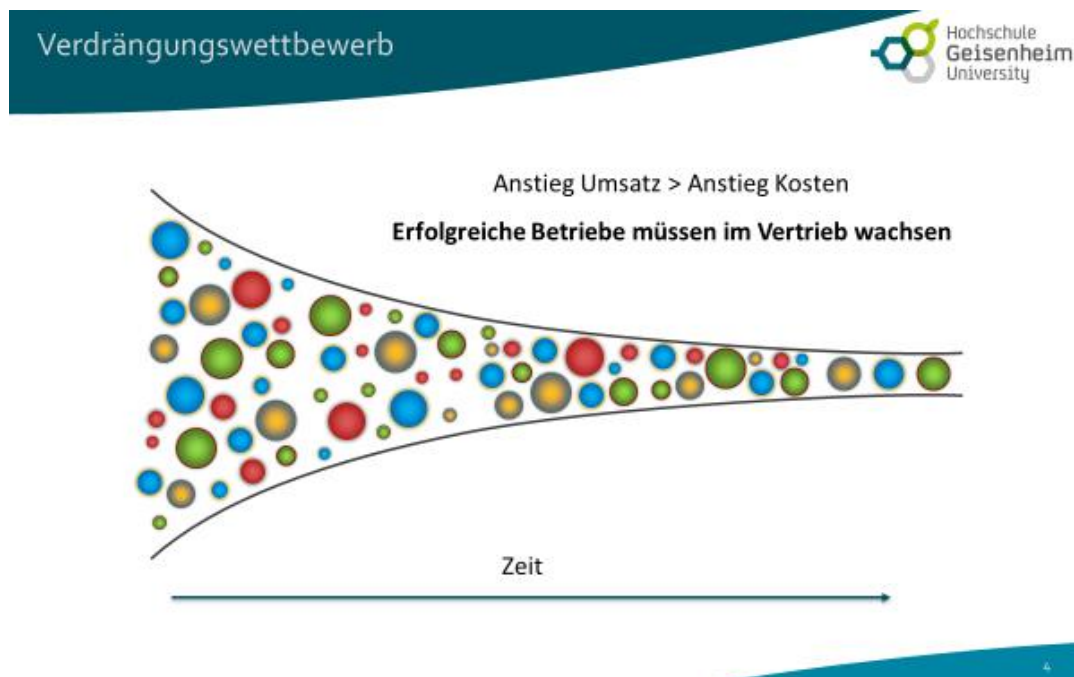 Verdrängungswettbewerb
Hochschule
Geisenheim
University
Anstieg Umsatz > Anstieg Kosten
Erfolgreiche Betriebe müssen im Vertrieb wachsen
Zeit
4